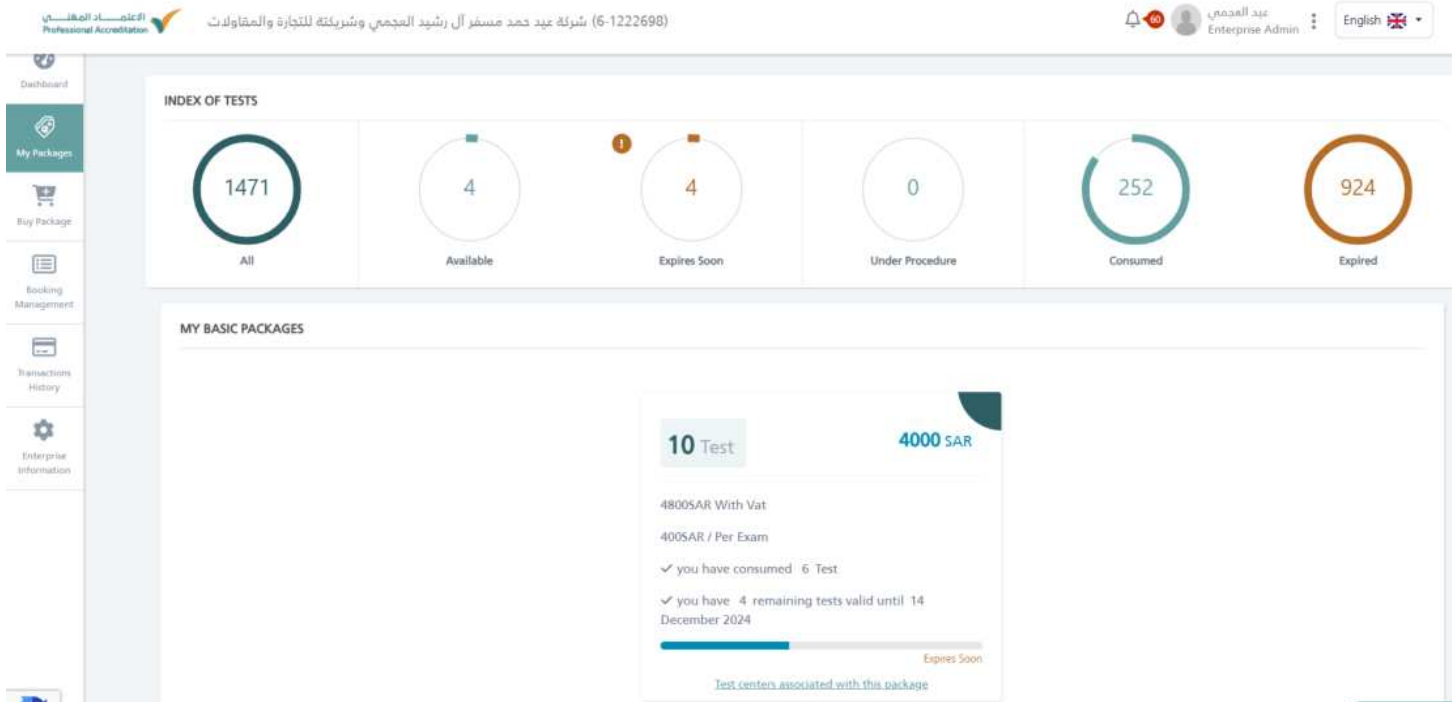 الاعتمـــاد المهنـــي
Professional Accreditation
(6-1222698) شركة عيد حمد مسفر آل رشيد العجمي وشريكتة للتجارة والمقاولات
60
عيد العجمي
Enterprise Admin
English
Dashboard
My Packages
Buy Package
Booking
Management
Transactions
History
Enterprise
Information
INDEX OF TESTS
1471
All
4
Available
!
4
Expires Soon
0
Under Procedure
252
Consumed
924
Expired
MY BASIC PACKAGES
10 Test
4000 SAR
4800SAR With Vat
400SAR / Per Exam
you have consumed 6 Test
you have 4 remaining tests valid until 14
December 2024
Expires Soon
Test centers associated with this package